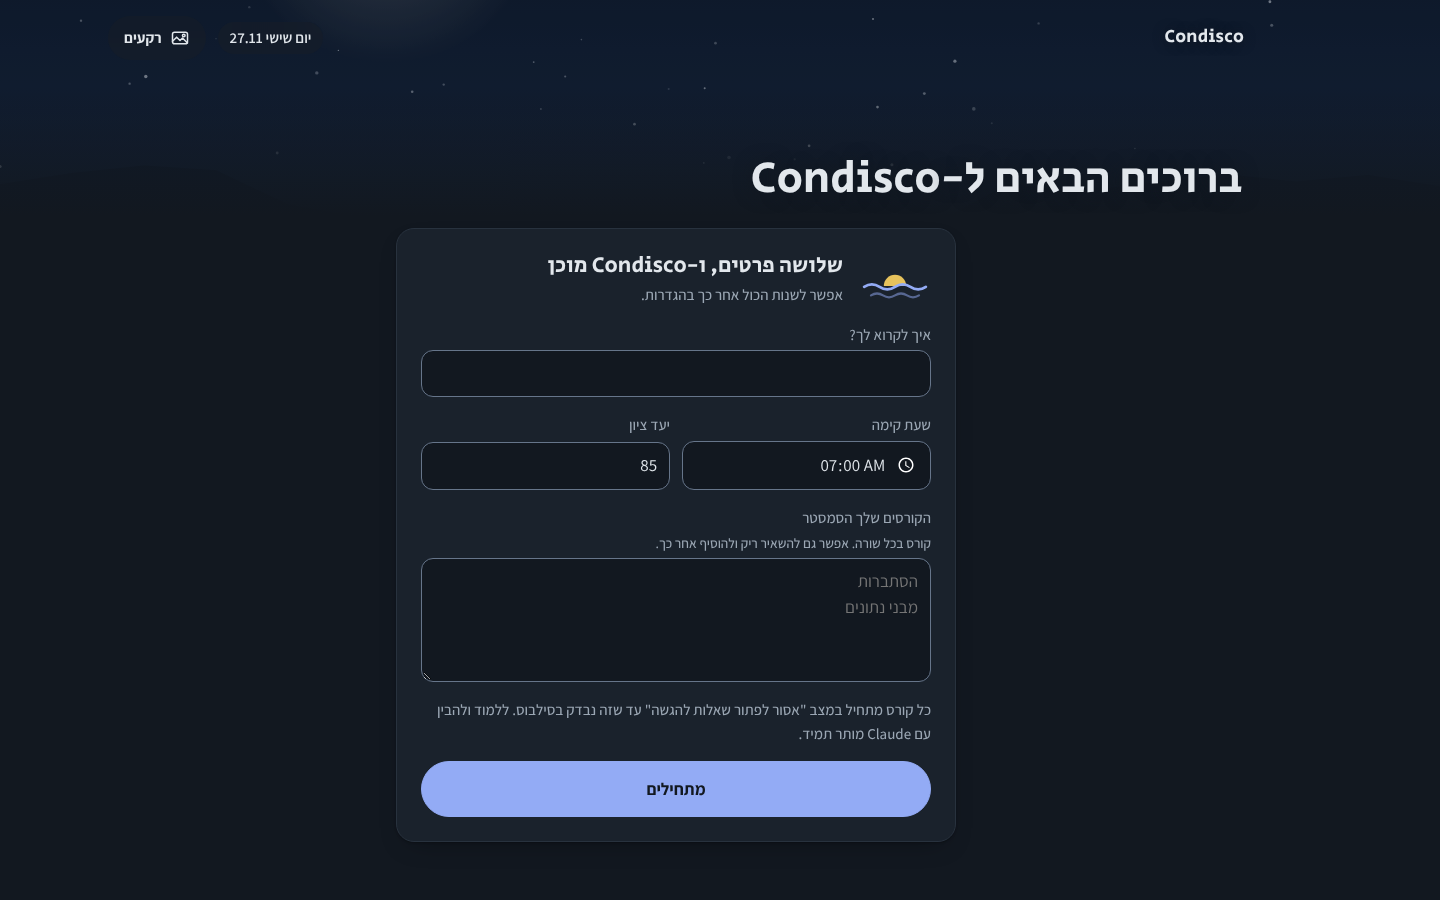 Condisco
יום שישי 27.11
רקעים
ברוכים הבאים ל-Condisco
שלושה פרטים, ו-Condisco מוכן
אפשר לשנות הכול אחר כך בהגדרות.
איך לקרוא לך?
שעת קימה
יעד ציון
07:00 AM
85
הקורסים שלך הסמסטר
קורס בכל שורה. אפשר גם להשאיר ריק ולהוסיף אחר כך.
הסתברות
מבני נתונים
כל קורס מתחיל במצב "אסור לפתור שאלות להגשה" עד שזה נבדק בסילבוס. ללמוד ולהבין
עם Claude מותר תמיד.
מתחילים